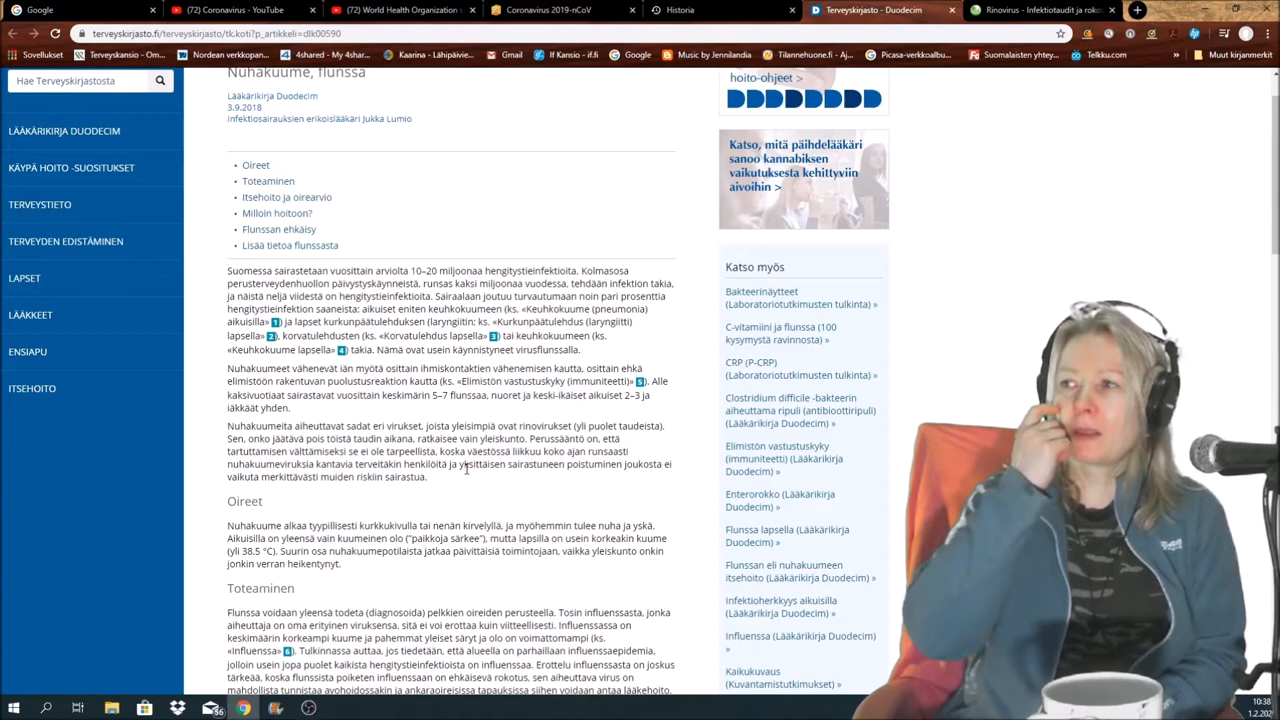 Google
(72) Coronavirus - YouTube
(72) World Health Organization
Coronavirus 2019-nCoV
Historia
Terveyskirjasto - Duodecim
Rinovirus - Infektiotaudit ja rokot
terveyskirjasto.fi/terveyskirjasto/tk.koti?p_artikkeli=dlk00590
Sovellukset
Terveyskansio - Om...
Nordean verkkopan...
4shared - My 4shar...
Kaarina - Lähipäivie...
Gmail
If Kansio - if.fi
Google
Music by Jennilandia
Tilannehuone.fi - Aj...
Picasa-verkkoalbu...
Suomalaisten yhtey...
Telkku.com
Muut kirjanmerkit
Hae Terveyskirjastosta
LÄÄKÄRIKIRJA DUODECIM
KÄYPÄ HOITO -SUOSITUKSET
TERVEYSTIETO
TERVEYDEN EDISTÄMINEN
LAPSET
LÄÄKKEET
ENSIAPU
ITSEHOITO
Nuhakuume, flunssa
Lääkärikirja Duodecim
3.9.2018
Infektiosairauksien erikoislääkäri Jukka Lumio
• Oireet
• Toteaminen
• Itsehoito ja oirearvio
• Milloin hoitoon?
• Flunssan ehkäisy
• Lisää tietoa flunssasta
Suomessa sairastetaan vuosittain arviolta 10–20 miljoonaa hengitystieinfektioita. Kolmasosa
perusterveydenhuollon päivystyskäynneistä, runsas kaksi miljoonaa vuodessa, tehdään infektion takia,
ja näistä neljä viidestä on hengitystieinfektioita. Sairaalaan joutuu turvautumaan noin pari prosenttia
hengitystieinfektion saaneista; aikuiset eniten keuhkokuumeen (ks. «Keuhkokuume (pneumonia)
aikuisilla» 1) ja lapset kurkunpäätulehduksen (laryngiitin; ks. «Kurkunpäätulehdus (laryngiitti)
lapsella» 2), korvatulehdusten (ks. «Korvatulehdus lapsella» 3) tai keuhkokuumeen (ks.
«Keuhkokuume lapsella» 4) takia. Nämä ovat usein käynnistyneet virusflunssalla.
Nuhakuumeet vähenevät iän myötä osittain ihmiskontaktien vähenemisen kautta, osittain ehkä
elimistöön rakentuvan puolustusreaktion kautta (ks. «Elimistön vastustuskyky (immuniteetti)» 5). Alle
kaksivuotiaat sairastavat vuosittain keskimärin 5–7 flunssaa, nuoret ja keski-ikäiset aikuiset 2–3 ja
iäkkäät yhden.
Nuhakuumeita aiheuttavat sadat eri virukset, joista yleisimpiä ovat rinovirukset (yli puolet taudeista).
Sen, onko jäätävä pois töistä taudin aikana, ratkaisee vain yleiskunto. Perussääntö on, että
tartuttamisen välttämiseksi se ei ole tarpeellista, koska väestössä liikkuu koko ajan runsaasti
nuhakuumeviruksia kantavia terveitäkin henkilöitä ja yksittäisen sairastuneen poistuminen joukosta ei
vaikuta merkittävästi muiden riskiin sairastua.
Oireet
Nuhakuume alkaa tyypillisesti kurkkukivulla tai nenän kirvelyllä, ja myöhemmin tulee nuha ja yskä.
Aikuisilla on yleensä vain kuumeinen olo ("paikkoja särkee"), mutta lapsilla on usein korkeakin kuume
(yli 38,5 °C). Suurin osa nuhakuumepotilaista jatkaa päivittäisiä toimintojaan, vaikka yleiskunto onkin
jonkin verran heikentynyt.
Toteaminen
Flunssa voidaan yleensä todeta (diagnosoida) pelkkien oireiden perusteella. Tosin influenssasta, jonka
aiheuttaja on oma erityinen viruksensa, sitä ei voi erottaa kuin viitteellisesti. Influenssassa on
keskimäärin korkeampi kuume ja pahemmat yleiset säryt ja olo on voimattomampi (ks.
«Influenssa» 6). Tulkinnassa auttaa, jos tiedetään, että alueella on parhaillaan influenssaepidemia,
jolloin usein jopa puolet kaikista hengitystieinfektioista on influenssaa. Erottelu influenssasta on joskus
tärkeää, koska flunssista poiketen influenssaan on ehkäisevä rokotus, sen aiheuttava virus on
mahdollista tunnistaa avohoidossakin ja ankaraoireisissa tapauksissa siihen voidaan antaa lääkehoito.
hoito-ohjeet >
Katso, mitä päihdelääkäri
sanoo kannabiksen
vaikutuksesta kehittyviin
aivoihin >
Katso myös
Bakteerinäytteet
(Laboratoriotutkimusten tulkinta) »
C-vitamiini ja flunssa (100
kysymystä ravinnosta) »
CRP (P-CRP)
(Laboratoriotutkimusten tulkinta) »
Clostridium difficile -bakteerin
aiheuttama ripuli (antibioottiripuli)
(Lääkärikirja Duodecim) »
Elimistön vastustuskyky
(immuniteetti) (Lääkärikirja
Duodecim) »
Enterorokko (Lääkärikirja
Duodecim) »
Flunssa lapsella (Lääkärikirja
Duodecim) »
Flunssan eli nuhakuumeen
itsehoito (Lääkärikirja Duodecim) »
Infektioherkkyys aikuisilla
(Lääkärikirja Duodecim) »
Influenssa (Lääkärikirja Duodecim)
»
Kaikukuvaus
(Kuvantamistutkimukset) »
86
10:38
1.2.202